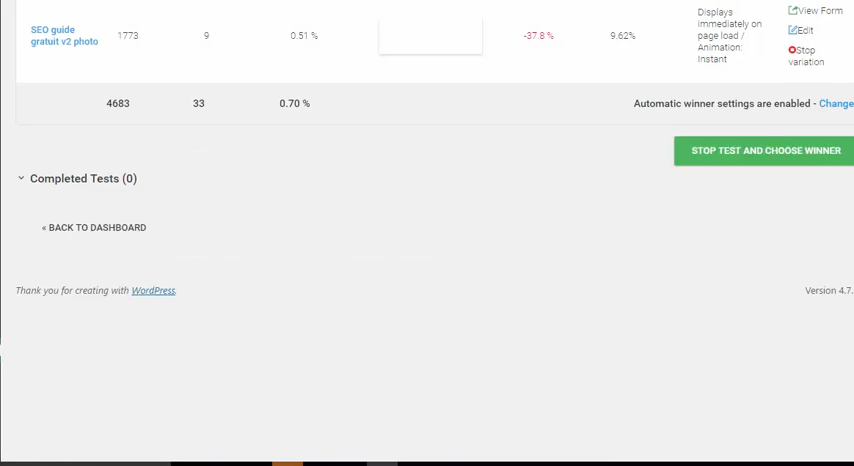 SEO guide
gratuit v2 photo
1773
9
0.51 %
-37.8 %
9.62%
Displays
immediately on
page load /
Animation:
Instant
View Form
Edit
Stop
variation
4683
33
0.70 %
Automatic winner settings are enabled - Change
STOP TEST AND CHOOSE WINNER
Completed Tests (0)
« BACK TO DASHBOARD
Thank you for creating with WordPress.
Version 4.7.